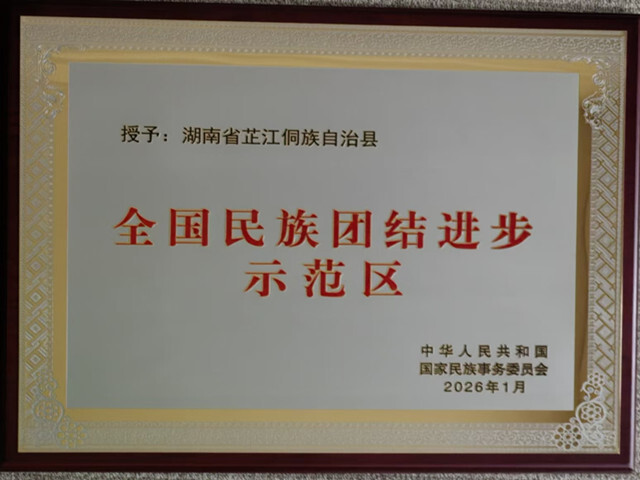 授予：湖南省芷江侗族自治县
全国民族团结进步
示范区
中华人民共和国
国家民族事务委员会
2026年1月